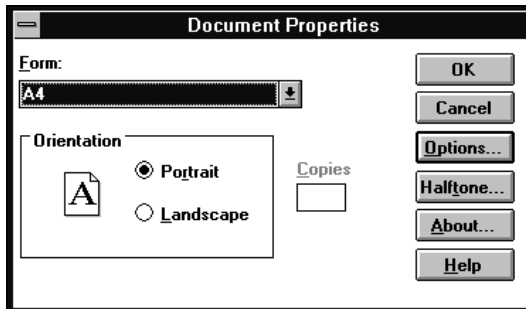 Document Properties
Form:
A4
OK
Cancel
Options...
Halftone...
About...
Help
Orientation
A
Portrait
Landscape
Copies